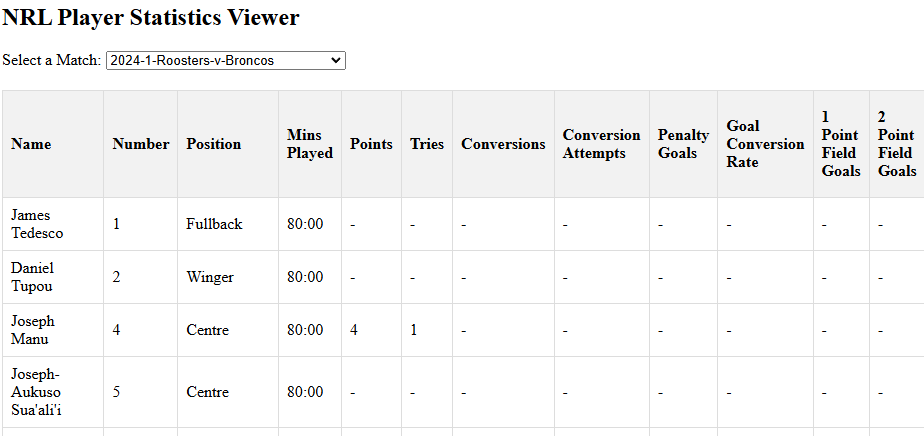 NRL Player Statistics Viewer
Select a Match: 2024-1-Roosters-v-Broncos
Name Number Position Mins Played Points Tries Conversions Conversion Attempts Penalty Goals Goal Conversion Rate 1 Point Field Goals 2 Point Field Goals
James Tedesco 1 Fullback 80:00 - - - - - - - -
Daniel Tupou 2 Winger 80:00 - - - - - - - -
Joseph Manu 4 Centre 80:00 4 1 - - - - - -
Joseph-Aukuso Sua'ali'i 5 Centre 80:00 - - - - - - - -